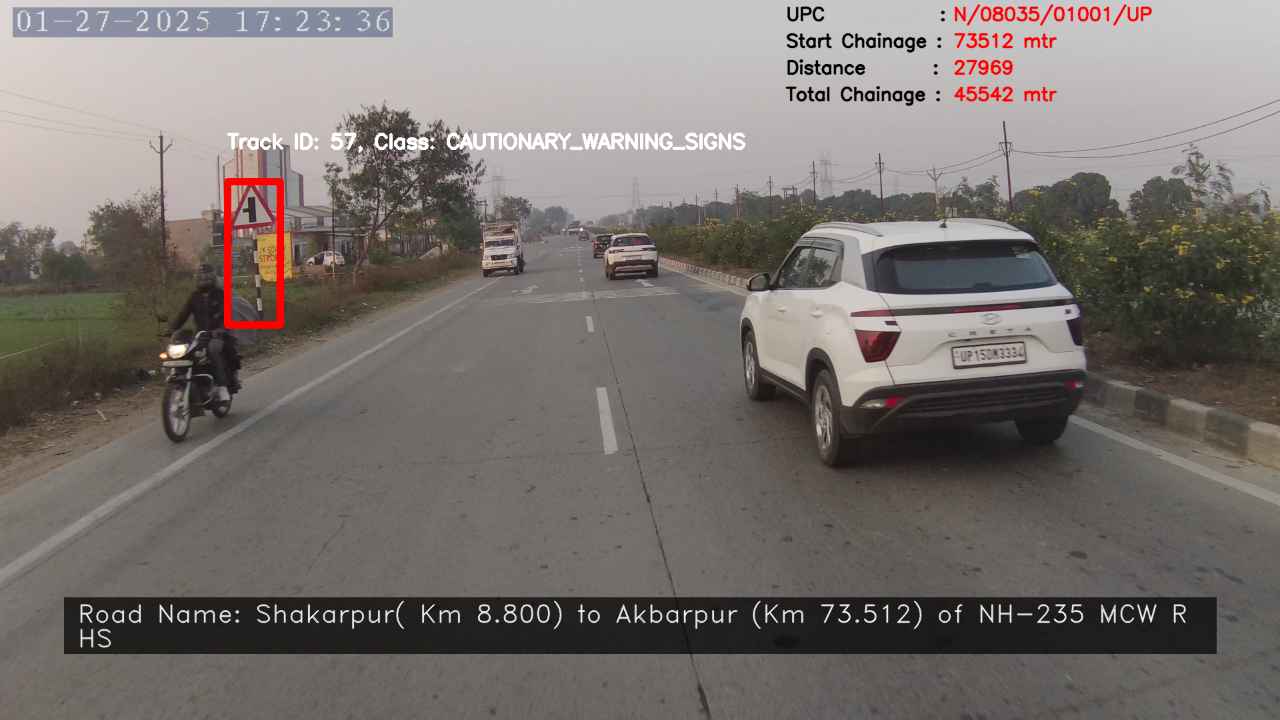 01-27-2025 17:23:36
UPC : N/08035/01001/UP
Start Chainage : 73512 mtr
Distance : 27969
Total Chainage : 45542 mtr
Track ID: 57, Class: CAUTIONARY_WARNING_SIGNS
CRETA
UP15DM3334
Road Name: Shakarpur( Km 8.800) to Akbarpur (Km 73.512) of NH-235 MCW R
HS